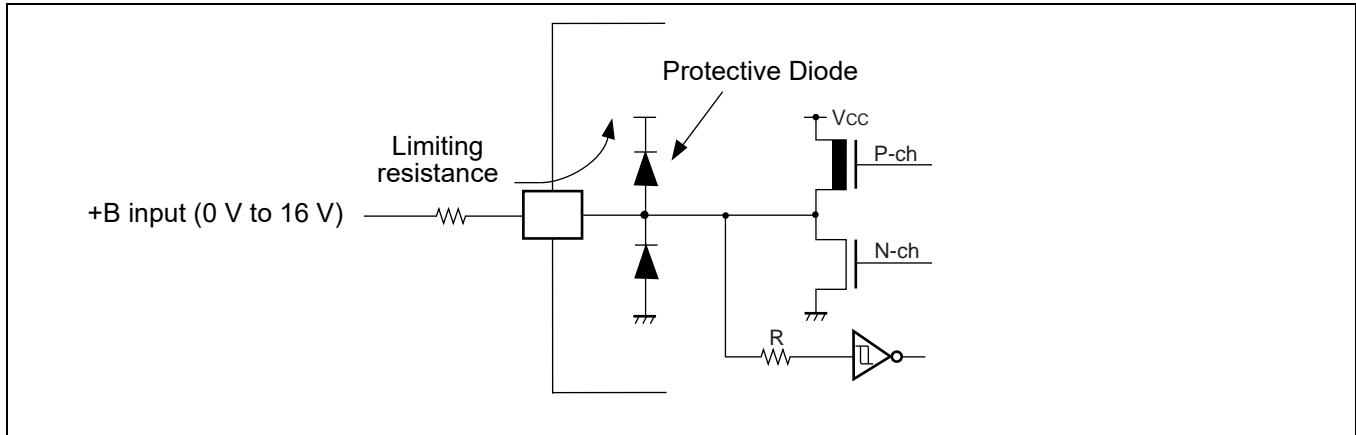 Protective Diode
VCC
Limiting
resistance
P-ch
+B input (0 V to 16 V)
N-ch
R